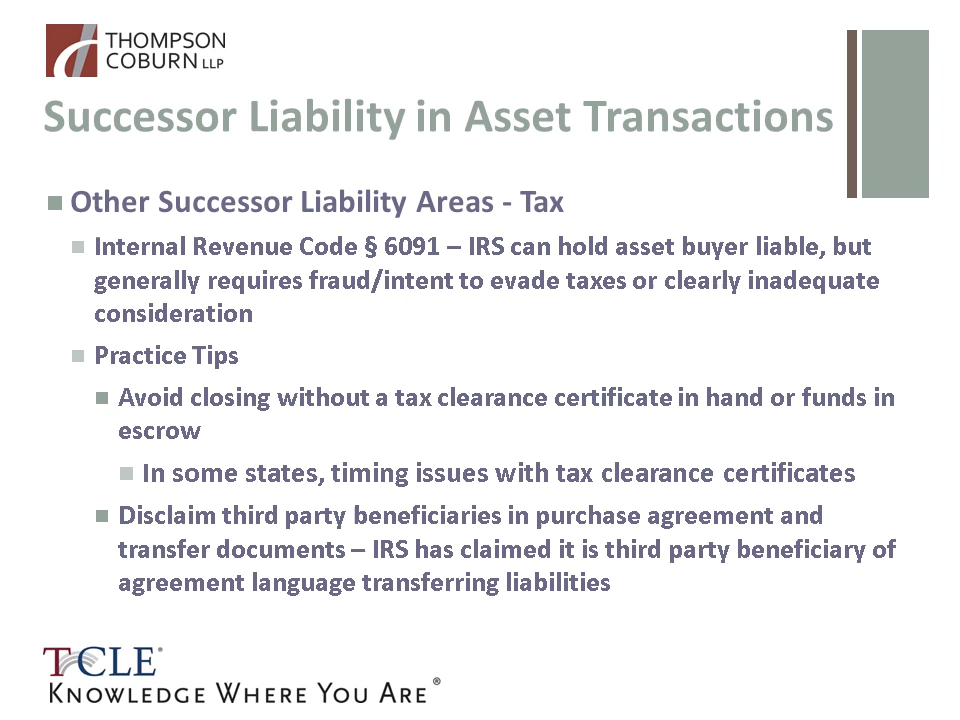 THOMPSON
COBURN LLP
Successor Liability in Asset Transactions
Other Successor Liability Areas - Tax
Internal Revenue Code § 6091 – IRS can hold asset buyer liable, but
generally requires fraud/intent to evade taxes or clearly inadequate
consideration
Practice Tips
Avoid closing without a tax clearance certificate in hand or funds in
escrow
In some states, timing issues with tax clearance certificates
Disclaim third party beneficiaries in purchase agreement and
transfer documents – IRS has claimed it is third party beneficiary of
agreement language transferring liabilities
TCCLE®
KNOWLEDGE WHERE YOU ARE®